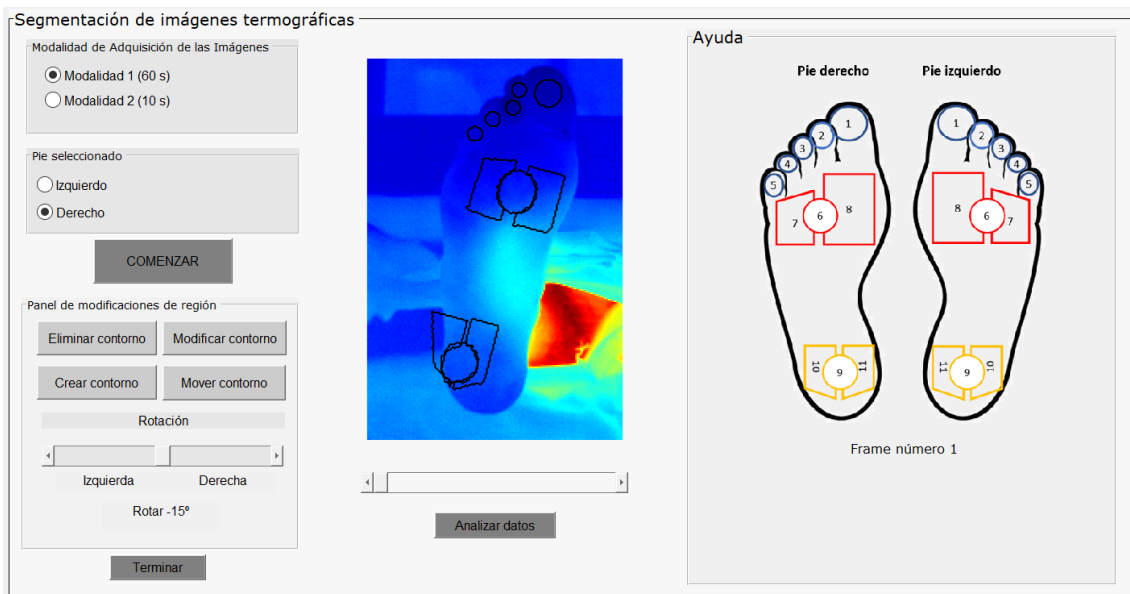 Segmentación de imágenes termográficas
Modalidad de Adquisición de las Imágenes
Modalidad 1 (60 s)
Modalidad 2 (10 s)
Pie seleccionado
Izquierdo
Derecho
COMENZAR
Panel de modificaciones de región
Eliminar contorno
Modificar contorno
Crear contorno
Mover contorno
Rotación
Izquierda
Derecha
Rotar -15º
Terminar
Analizar datos
Ayuda
Pie derecho
Pie izquierdo
1
2
3
4
5
6
7
8
9
10
11
1
2
3
4
5
8
6
7
11
9
10
Frame número 1